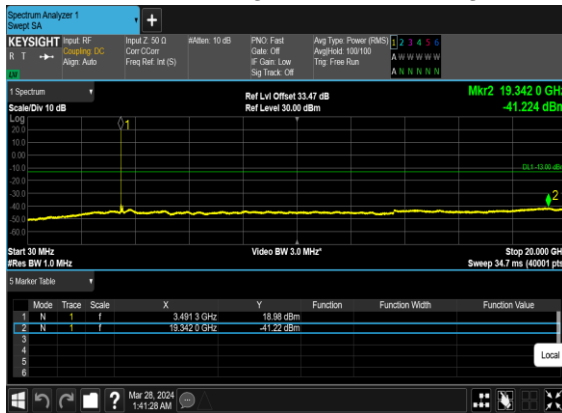 Spectrum Analyzer 1
Swept SA
+
KEYSIGHT
R T
Input: RF
Coupling: DC
Align: Auto
Input Z: 50 Ω
Corr CCorr
Freq Ref: Int (S)
#Atten: 10 dB
PNO: Fast
Gate: Off
IF Gain: Low
Sig Track: Off
Avg Type: Power (RMS)
Avg|Hold: 100/100
Trig: Free Run
1 2 3 4 5 6
A W W W W W
A N N N N N
1 Spectrum
Scale/Div 10 dB
Ref Lvl Offset 33.47 dB
Ref Level 30.00 dBm
Mkr2 19.342 0 GHz
-41.224 dBm
Log
20.0
10.0
0.00
-10.0
-20.0
-30.0
-40.0
-50.0
-60.0
1
DL1 -13.00 dBm
2
Start 30 MHz
#Res BW 1.0 MHz
Video BW 3.0 MHz*
Stop 20.000 GHz
Sweep 34.7 ms (40001 pts)
5 Marker Table
Mode Trace Scale X Y Function Function Width Function Value
1 N 1 f 3.491 3 GHz 18.98 dBm
2 N 1 f 19.342 0 GHz -41.22 dBm
3
4
5
6
Local
?
Mar 28, 2024
1:41:28 AM